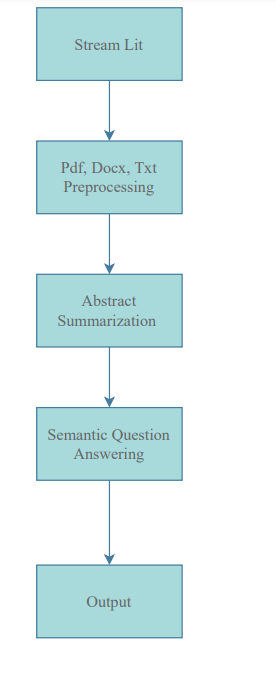 Stream Lit
Pdf, Docx, Txt
Preprocessing
Abstract
Summarization
Semantic Question
Answering
Output